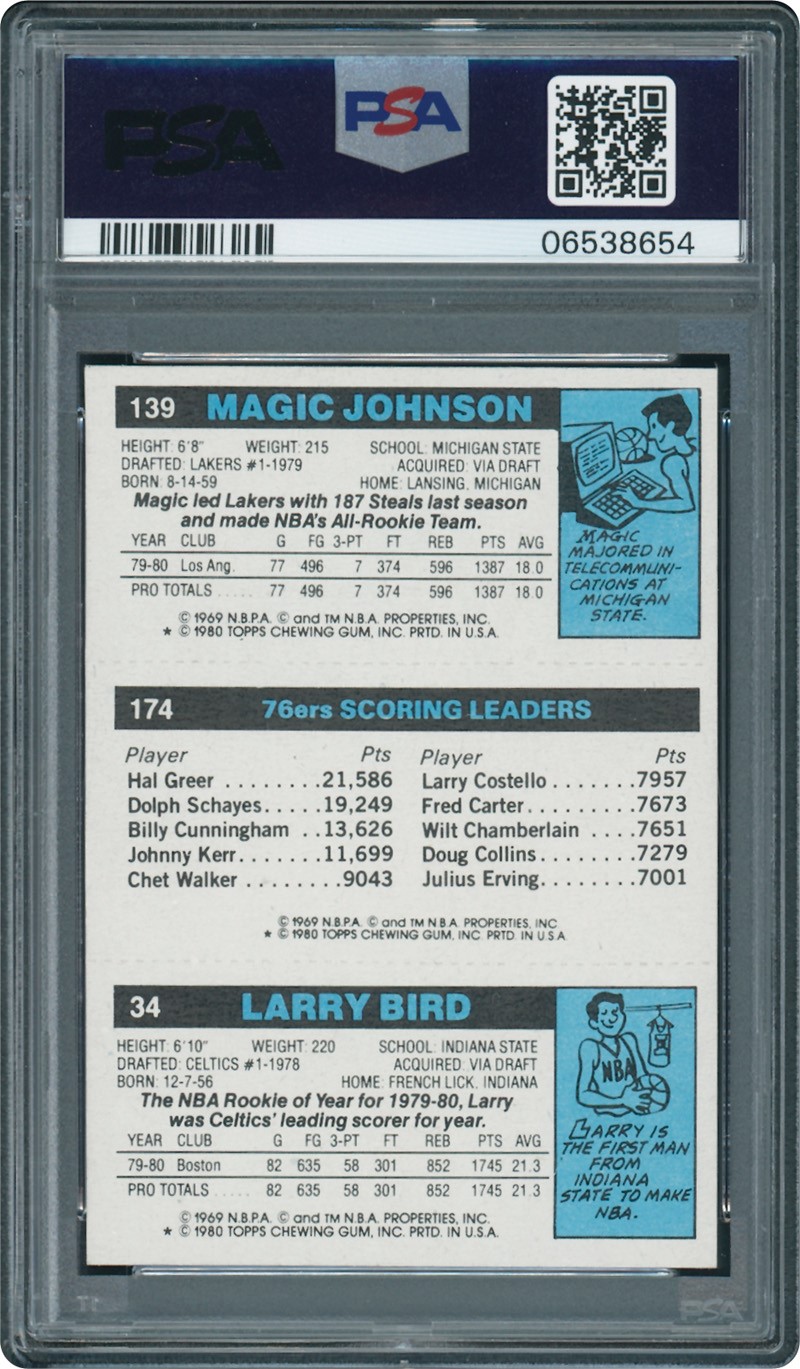 PSA
PSA
06538654
139 MAGIC JOHNSON
HEIGHT: 6'8" WEIGHT: 215 SCHOOL: MICHIGAN STATE
DRAFTED: LAKERS #1-1979 ACQUIRED: VIA DRAFT
BORN: 8-14-59 HOME: LANSING, MICHIGAN
Magic led Lakers with 187 Steals last season
and made NBA's All-Rookie Team.
YEAR CLUB G FG 3-PT FT REB PTS AVG
79-80 Los Ang. 77 496 7 374 596 1387 18.0
PRO TOTALS ..... 77 496 7 374 596 1387 18.0
© 1969 N.B.P.A. © and TM N.B.A. PROPERTIES, INC.
★ © 1980 TOPPS CHEWING GUM, INC. PRTD. IN U.S.A.
MAGIC
MAJORED IN
TELECOMMUNI-
CATIONS AT
MICHIGAN
STATE.
174 76ers SCORING LEADERS
Player Pts Player Pts
Hal Greer ........21,586 Larry Costello .......7957
Dolph Schayes.....19,249 Fred Carter.........7673
Billy Cunningham ..13,626 Wilt Chamberlain ....7651
Johnny Kerr.......11,699 Doug Collins........7279
Chet Walker ........9043 Julius Erving........7001
© 1969 N.B.P.A. © and TM N.B.A. PROPERTIES, INC.
★ © 1980 TOPPS CHEWING GUM, INC. PRTD. IN U.S.A.
34 LARRY BIRD
HEIGHT: 6'10" WEIGHT: 220 SCHOOL: INDIANA STATE
DRAFTED: CELTICS #1-1978 ACQUIRED: VIA DRAFT
BORN: 12-7-56 HOME: FRENCH LICK, INDIANA
The NBA Rookie of Year for 1979-80, Larry
was Celtics' leading scorer for year.
YEAR CLUB G FG 3-PT FT REB PTS AVG
79-80 Boston 82 635 58 301 852 1745 21.3
PRO TOTALS ..... 82 635 58 301 852 1745 21.3
© 1969 N.B.P.A. © and TM N.B.A. PROPERTIES, INC.
★ © 1980 TOPPS CHEWING GUM, INC. PRTD. IN U.S.A.
NBA
LARRY IS
THE FIRST MAN
FROM
INDIANA
STATE TO MAKE
NBA.
PSA